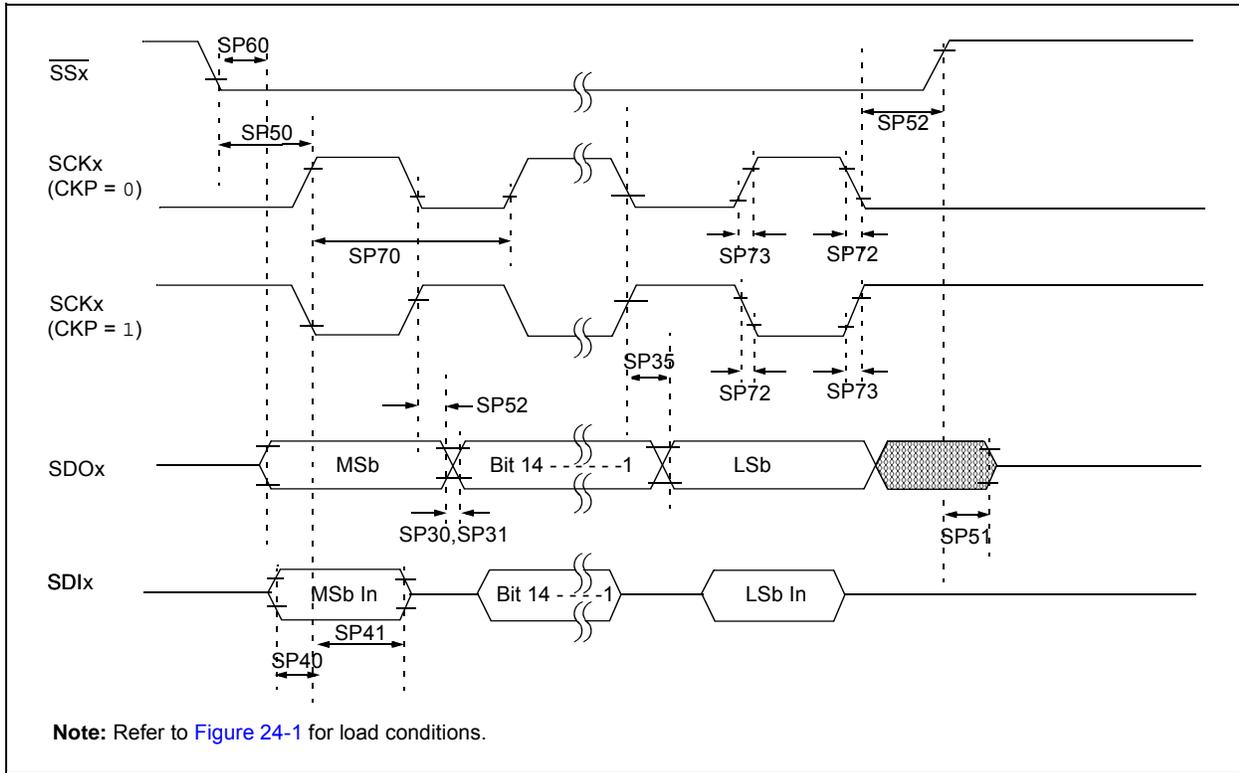 SP60
SSx
SP52
SP50
SCKx
(CKP = 0)
SP70
SP73
SP72
SCKx
(CKP = 1)
SP35
SP72
SP73
SP52
SDOx
MSb
Bit 14 - - - - - -1
LSb
SP30,SP31
SP51
SDIx
MSb In
Bit 14 - - - -1
LSb In
SP41
SP40
Note: Refer to Figure 24-1 for load conditions.